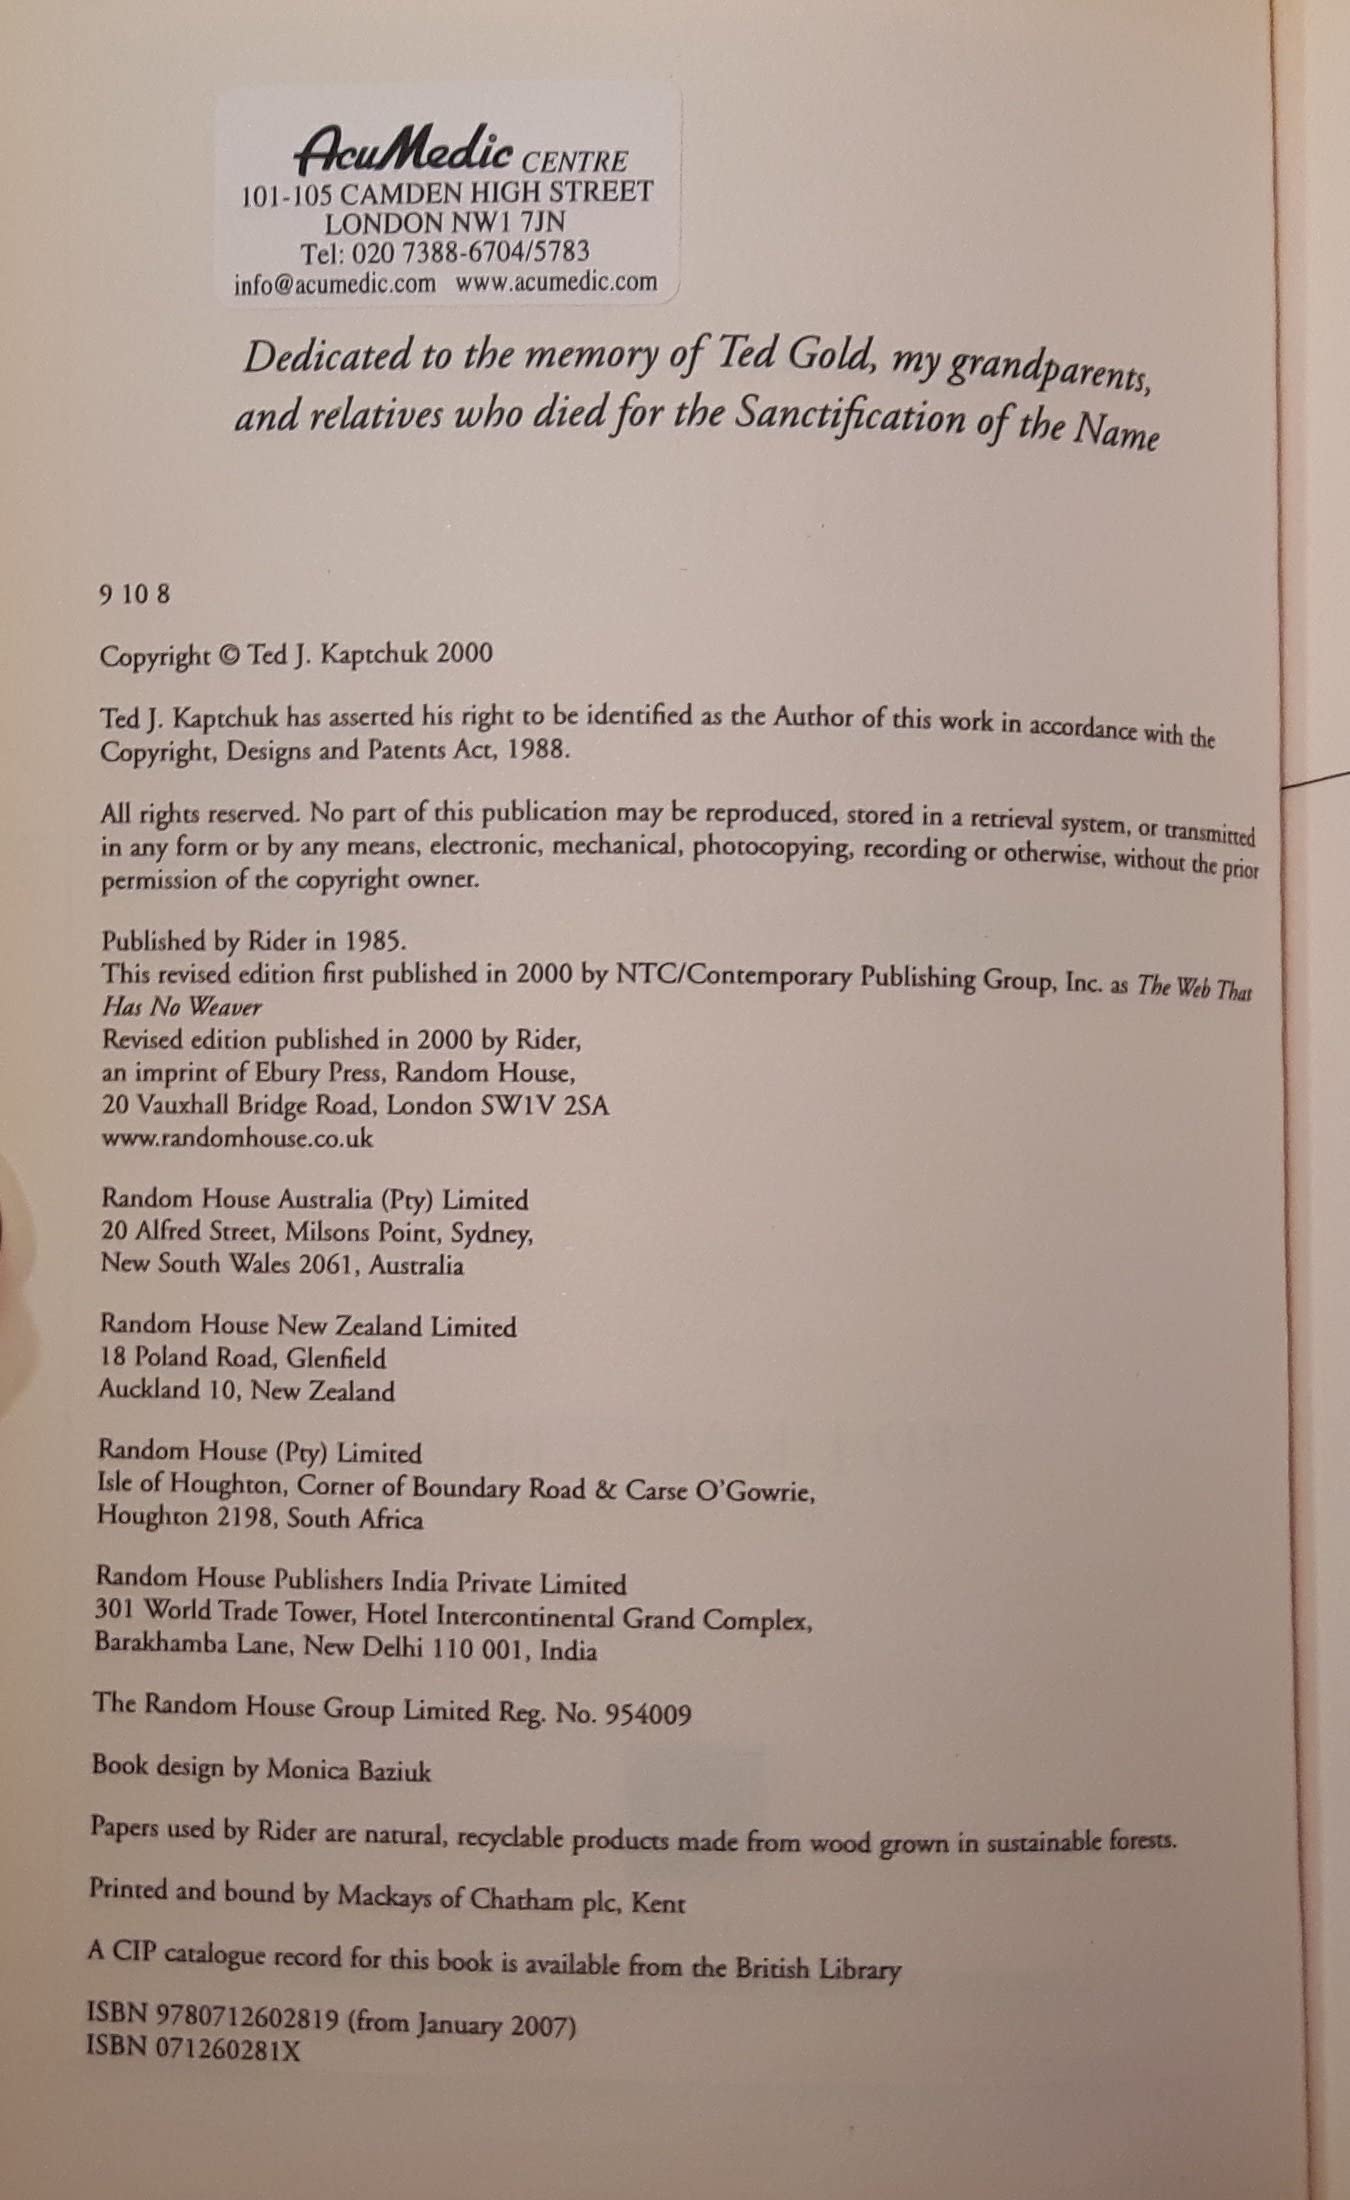 AcuMedic CENTRE
101-105 CAMDEN HIGH STREET
LONDON NW1 7JN
Tel: 020 7388-6704/5783
info@acumedic.com www.acumedic.com
Dedicated to the memory of Ted Gold, my grandparents,
and relatives who died for the Sanctification of the Name
9 10 8
Copyright © Ted J. Kaptchuk 2000
Ted J. Kaptchuk has asserted his right to be identified as the Author of this work in accordance with the
Copyright, Designs and Patents Act, 1988.
All rights reserved. No part of this publication may be reproduced, stored in a retrieval system, or transmitted
in any form or by any means, electronic, mechanical, photocopying, recording or otherwise, without the prior
permission of the copyright owner.
Published by Rider in 1985.
This revised edition first published in 2000 by NTC/Contemporary Publishing Group, Inc. as The Web That
Has No Weaver
Revised edition published in 2000 by Rider,
an imprint of Ebury Press, Random House,
20 Vauxhall Bridge Road, London SW1V 2SA
www.randomhouse.co.uk
Random House Australia (Pty) Limited
20 Alfred Street, Milsons Point, Sydney,
New South Wales 2061, Australia
Random House New Zealand Limited
18 Poland Road, Glenfield
Auckland 10, New Zealand
Random House (Pty) Limited
Isle of Houghton, Corner of Boundary Road & Carse O'Gowrie,
Houghton 2198, South Africa
Random House Publishers India Private Limited
301 World Trade Tower, Hotel Intercontinental Grand Complex,
Barakhamba Lane, New Delhi 110 001, India
The Random House Group Limited Reg. No. 954009
Book design by Monica Baziuk
Papers used by Rider are natural, recyclable products made from wood grown in sustainable forests.
Printed and bound by Mackays of Chatham plc, Kent
A CIP catalogue record for this book is available from the British Library
ISBN 9780712602819 (from January 2007)
ISBN 071260281X